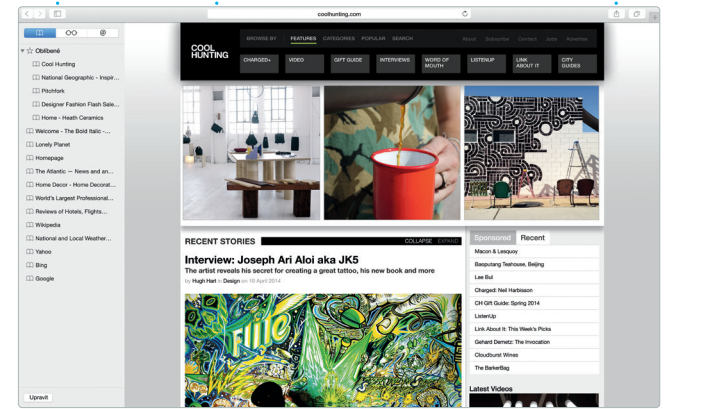 coolhunting.com
Oblíbené
Cool Hunting
National Geographic - Inspir...
Pitchfork
Designer Fashion Flash Sale...
Home - Heath Ceramics
Welcome - The Bold Italic -...
Lonely Planet
Homepage
The Atlantic — News and an...
Home Decor - Home Decorat...
World's Largest Professional...
Reviews of Hotels, Flights...
Wikipedia
National and Local Weather...
Yahoo
Bing
Google
Upravit
COOL
HUNTING
BROWSE BY FEATURES CATEGORIES POPULAR SEARCH About Subscribe Contact Jobs Advertise
CHARGED+ VIDEO GIFT GUIDE INTERVIEWS WORD OF MOUTH LISTENUP LINK ABOUT IT CITY GUIDES
RECENT STORIES COLLAPSE EXPAND
Interview: Joseph Ari Aloi aka JK5
The artist reveals his secret for creating a great tattoo, his new book and more
by Hugh Hart in Design on 16 April 2014
Flite
Sponsored Recent
Macon & Lesquoy
Baoputang Teahouse, Beijing
Lee Bul
Charged: Neil Harbisson
CH Gift Guide: Spring 2014
ListenUp
Link About It: This Week's Picks
Gehard Demetz: The Invocation
Cloudburst Wines
The BarkerBag
Latest Videos